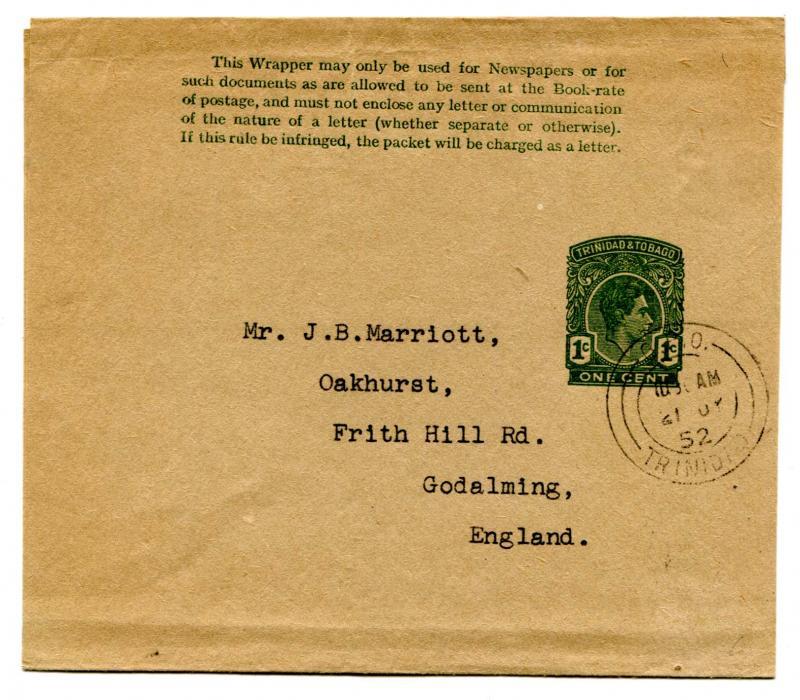 This Wrapper may only be used for Newspapers or for
such documents as are allowed to be sent at the Book-rate
of postage, and must not enclose any letter or communication
of the nature of a letter (whether separate or otherwise).
If this rule be infringed, the packet will be charged as a letter.
TRINIDAD & TOBAGO
1c 1c
ONE CENT
Mr. J.B.Marriott,
Oakhurst,
Frith Hill Rd.
Godalming,
England.
AM
21
52
TRINIDAD